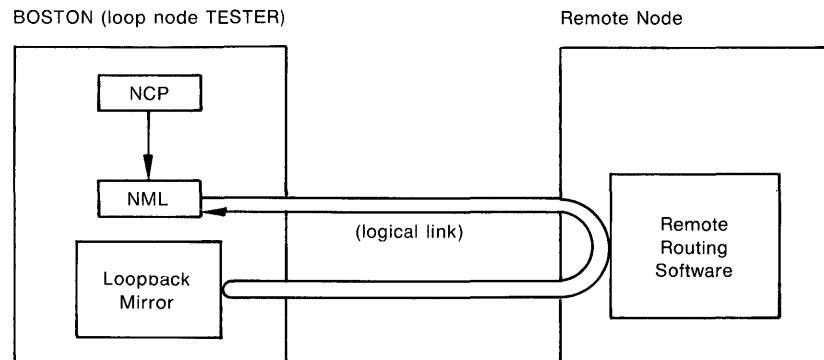 BOSTON (loop node TESTER)
Remote Node
NCP
NML
(logical link)
Loopback
Mirror
Remote
Routing
Software